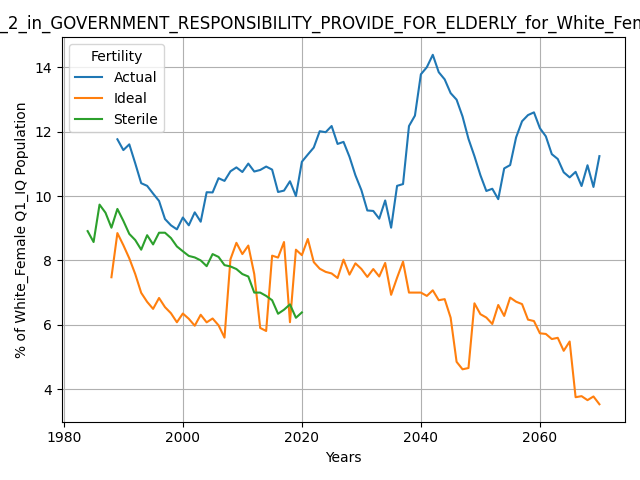 _2_in_GOVERNMENT_RESPONSIBILITY_PROVIDE_FOR_ELDERLY_for_White_Fem
Fertility
Actual
Ideal
Sterile
% of White_Female Q1_IQ Population
14
12
10
8
6
4
1980 2000 2020 2040 2060
Years